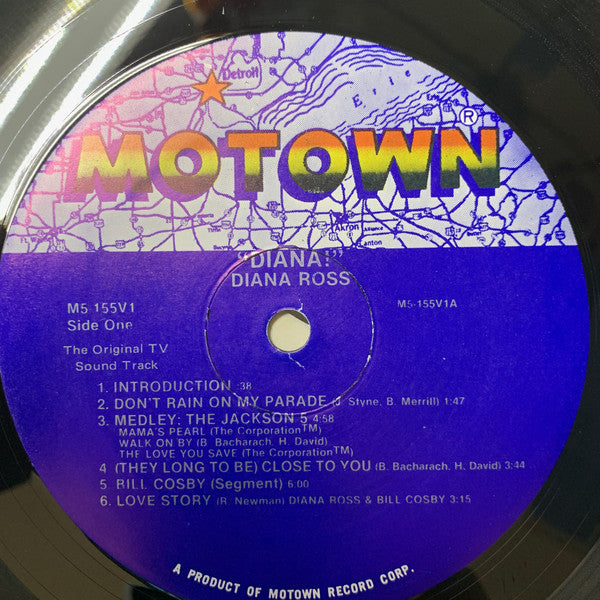 Detroit
Erie
MOTOWN®
Akron
Canton
"DIANA!"
DIANA ROSS
M5 155V1
Side One
M5-155V1A
The Original TV
Sound Track
1. INTRODUCTION :38
2. DON'T RAIN ON MY PARADE (J. Styne, B. Merrill) 1:47
3. MEDLEY: THE JACKSON 5 4:58
MAMA'S PEARL (The Corporation™)
WALK ON BY (B. Bacharach, H. David)
THE LOVE YOU SAVE (The Corporation™)
4. (THEY LONG TO BE) CLOSE TO YOU (B. Bacharach, H. David) 3:44
5. BILL COSBY (Segment) 6:00
6. LOVE STORY (R. Newman) DIANA ROSS & BILL COSBY 3:15
A PRODUCT OF MOTOWN RECORD CORP.